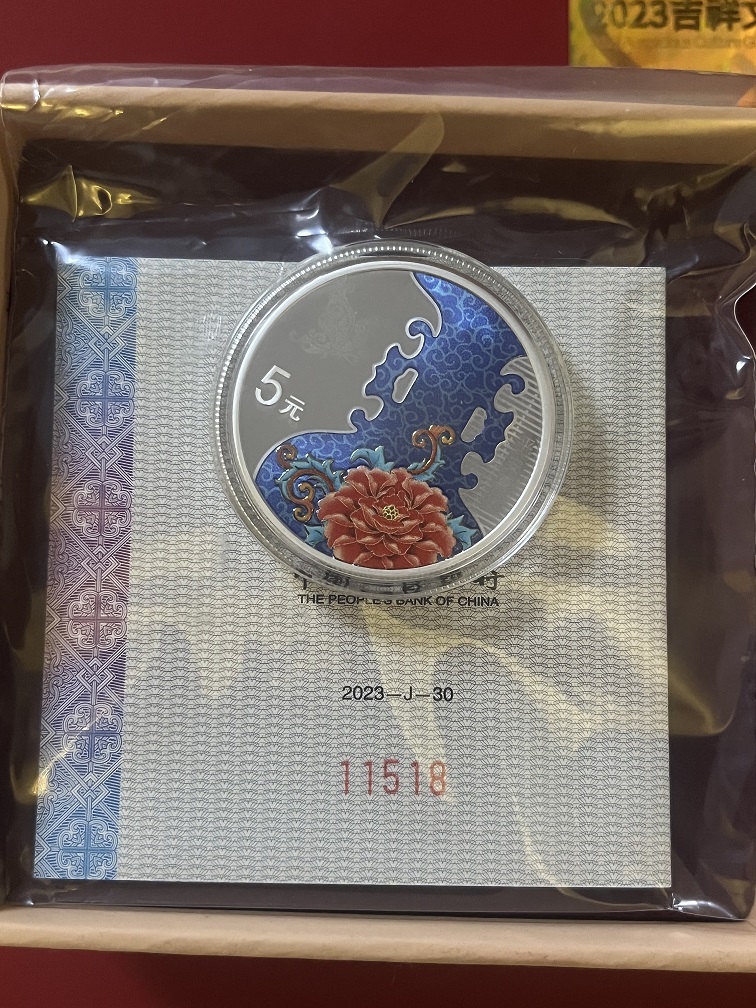 2023吉祥
5元
THE PEOPLE'S BANK OF CHINA
2023—J—30
11518